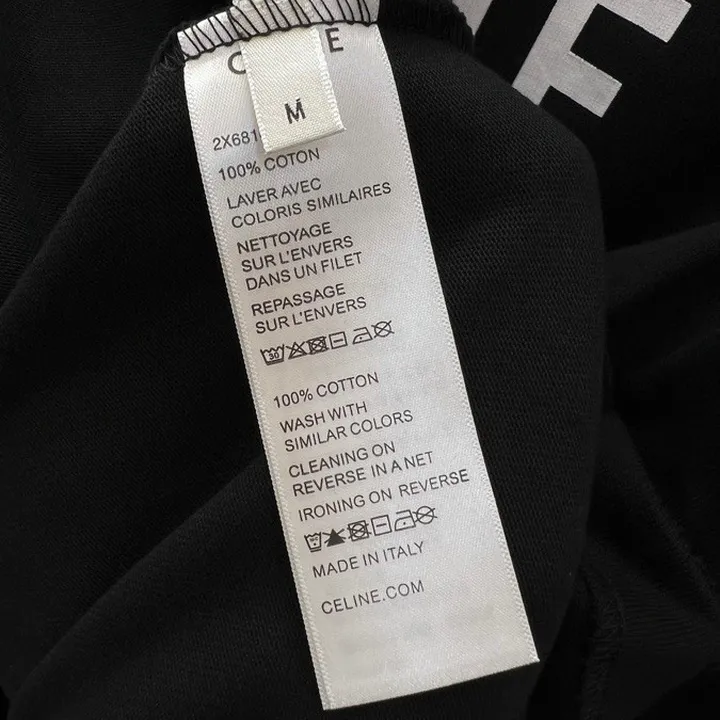 C E
M
2X681
100% COTON
LAVER AVEC
COLORIS SIMILAIRES
NETTOYAGE
SUR L'ENVERS
DANS UN FILET
REPASSAGE
SUR L'ENVERS
30
100% COTTON
WASH WITH
SIMILAR COLORS
CLEANING ON
REVERSE IN A NET
IRONING ON REVERSE
MADE IN ITALY
CELINE.COM
E